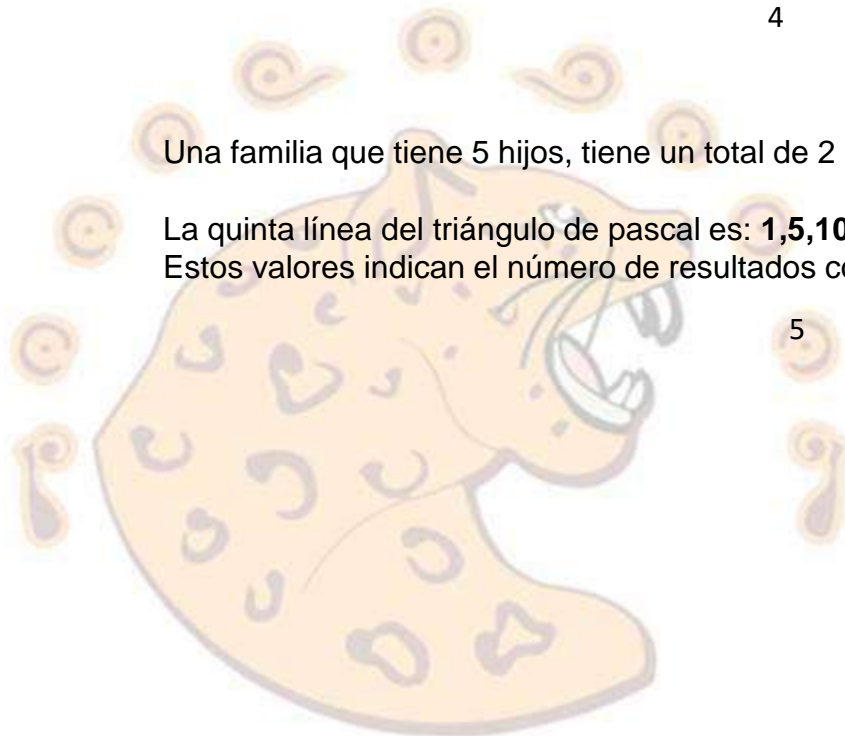 4
Una familia que tiene 5 hijos, tiene un total de 2
La quinta línea del triángulo de pascal es: 1,5,10
Estos valores indican el número de resultados co
5